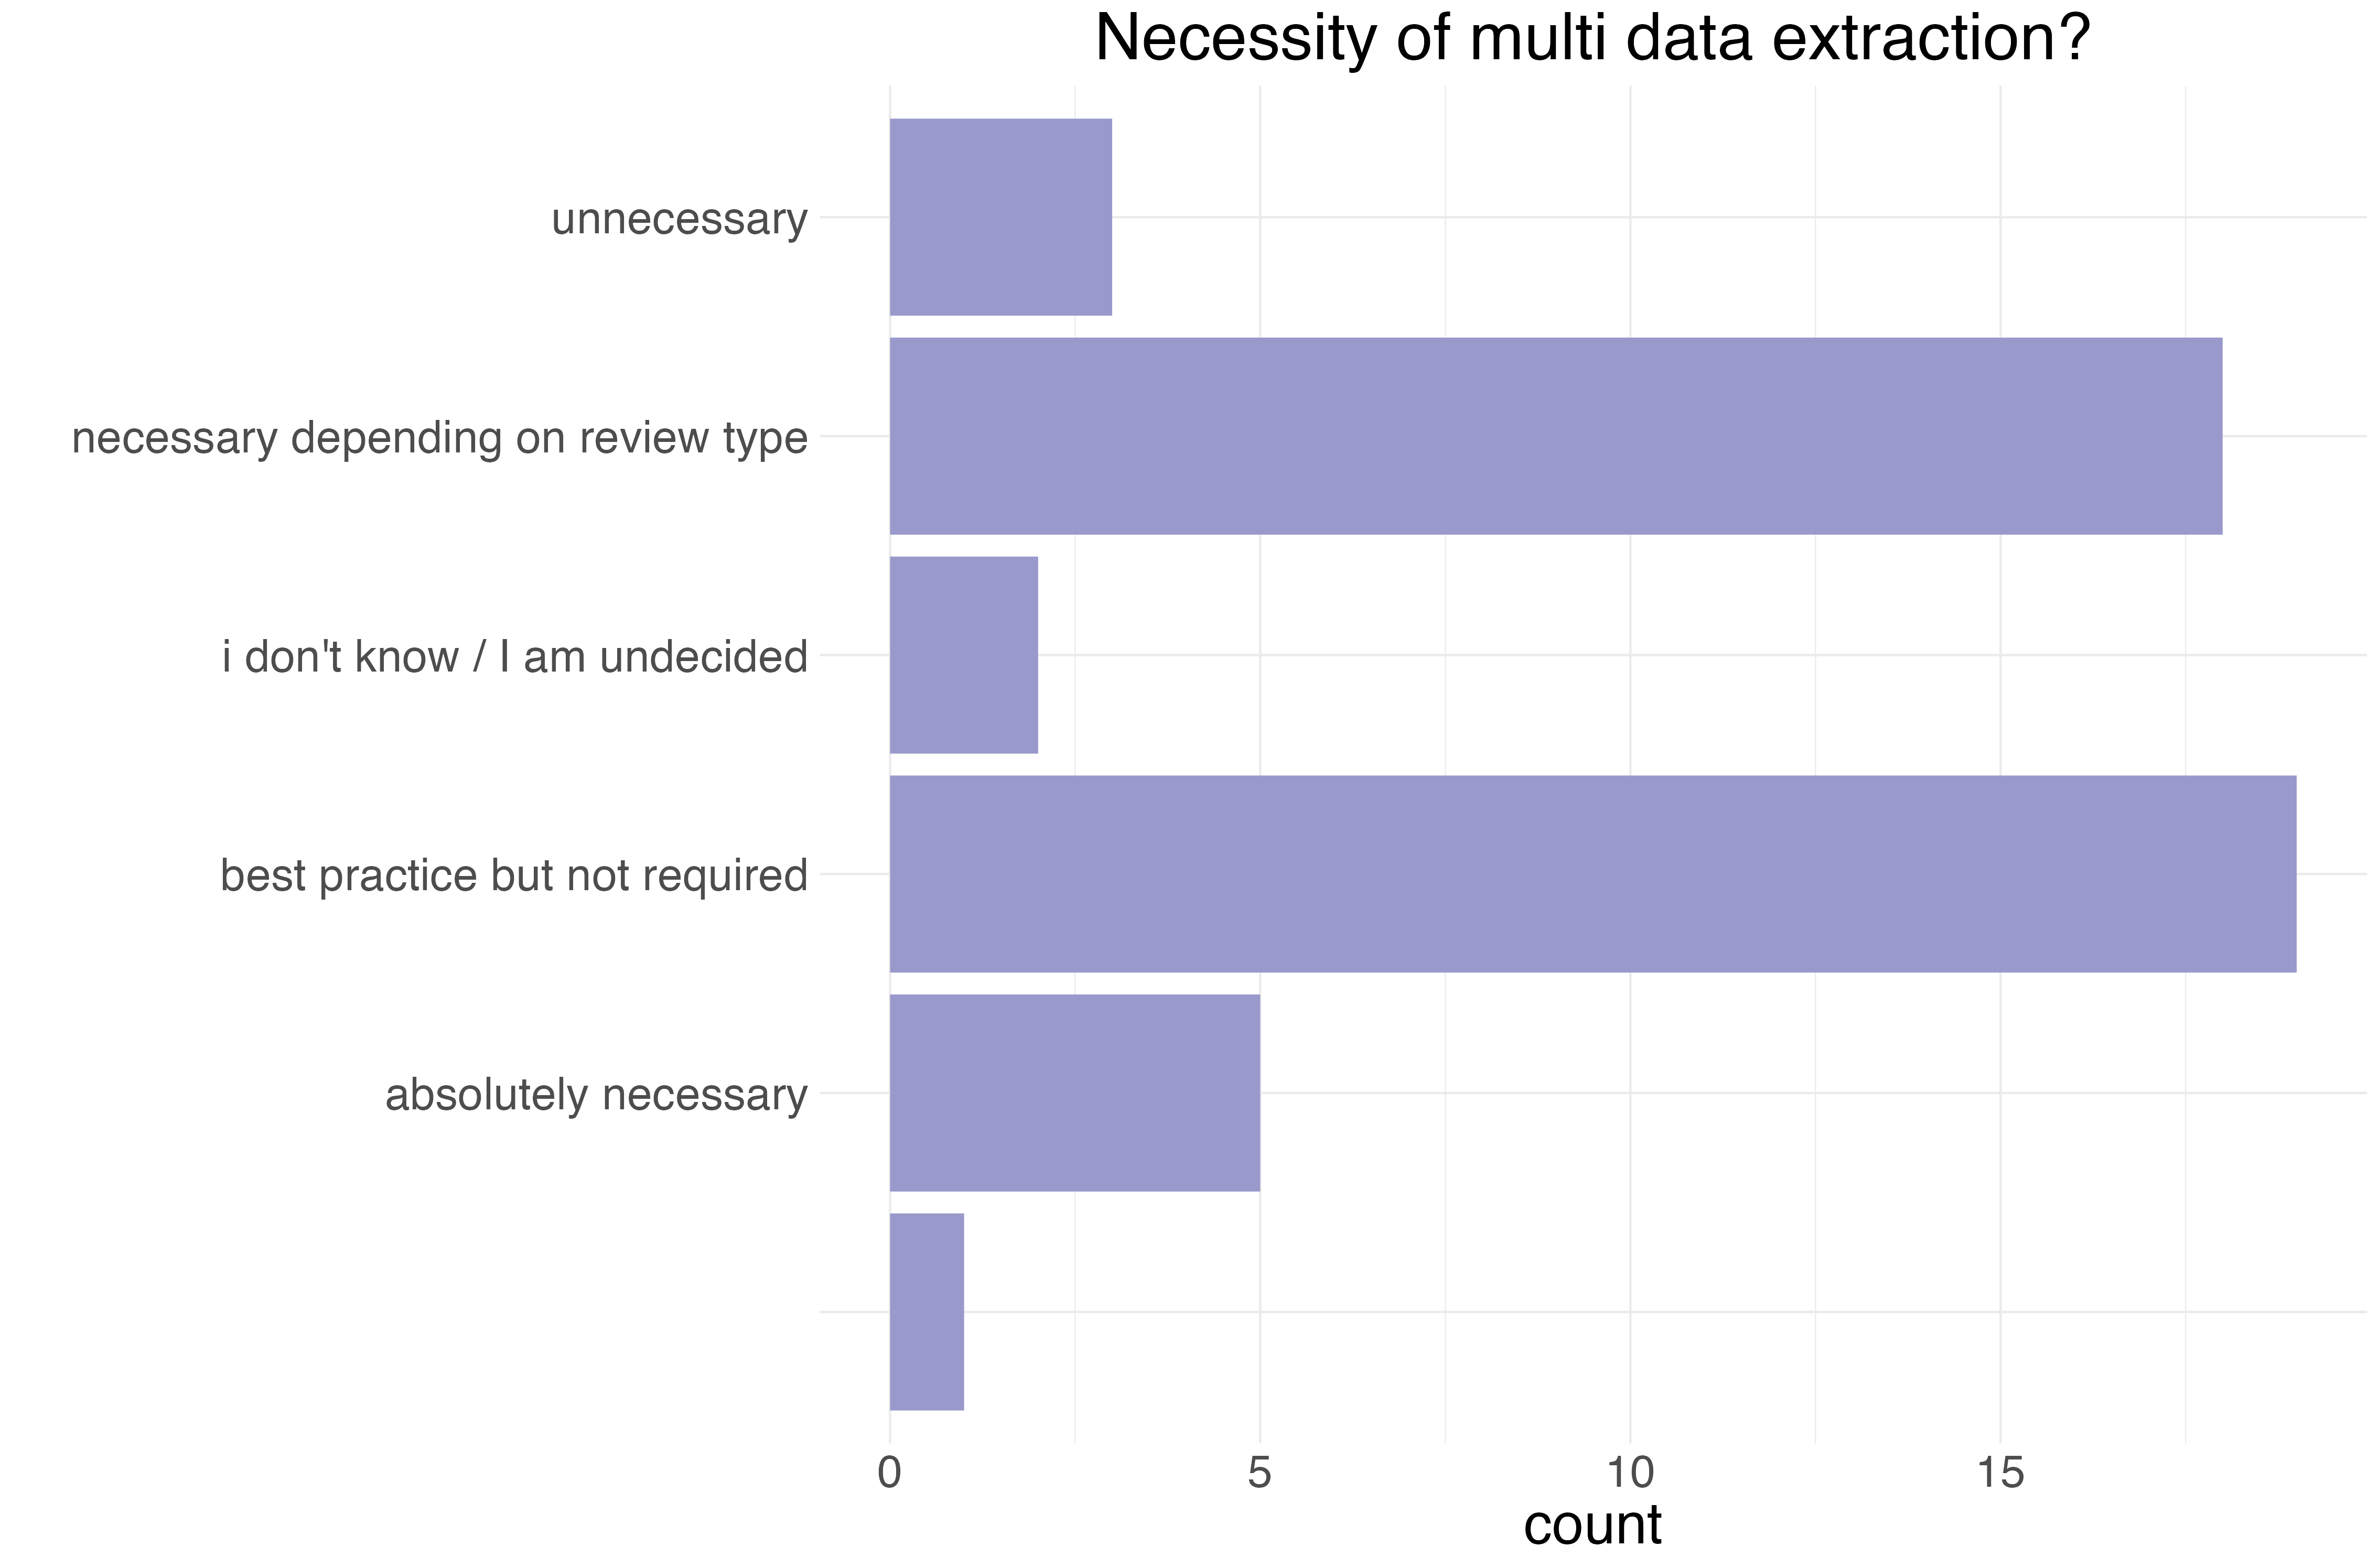 Necessity of multi data extraction?
unnecessary
necessary depending on review type
i don't know / I am undecided
best practice but not required
absolutely necessary
0 5 10 15
count